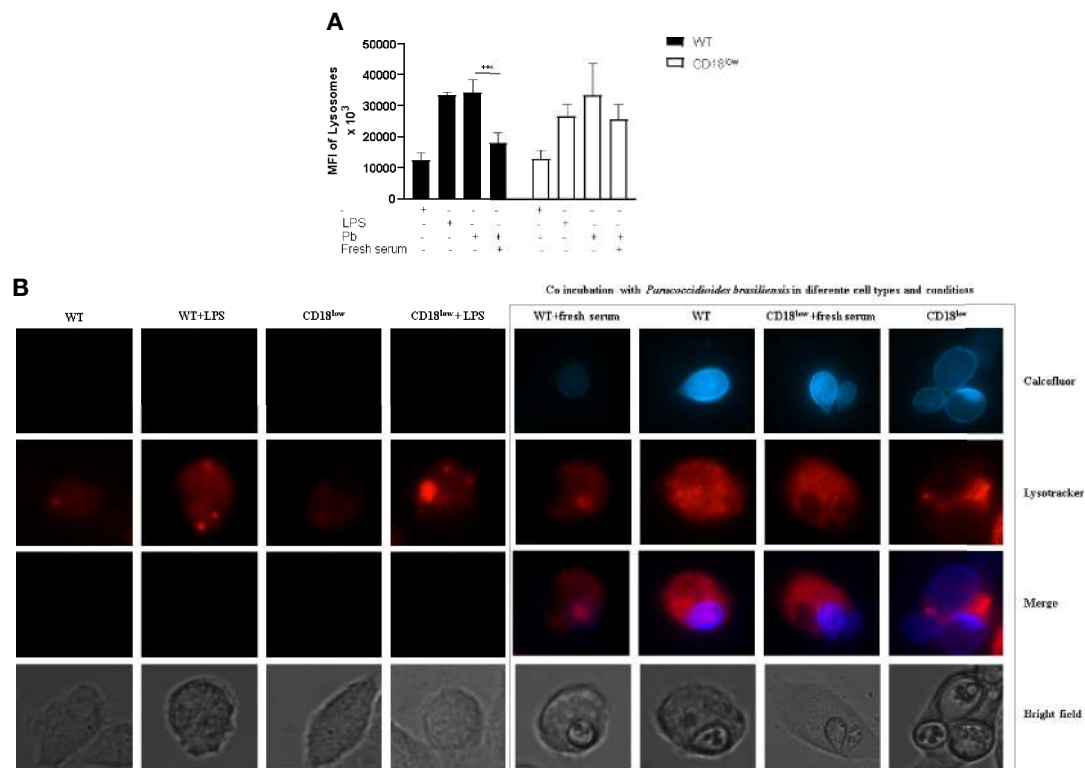 A
50000
40000
30000
20000
10000
0
MFI of Lysosomes
x 10³
***
WT
CD18low
- + - - - + - - -
LPS - + - - - + - -
Pb - - + + - - + +
Fresh serum - - - + - - - +
B
Co incubation with Paracoccidioides brasiliensis in diferente cell types and conditions
WT WT+LPS CD18low CD18low + LPS WT+fresh serum WT CD18low +fresh serum CD18low
Calcofluor
Lysotracker
Merge
Bright field